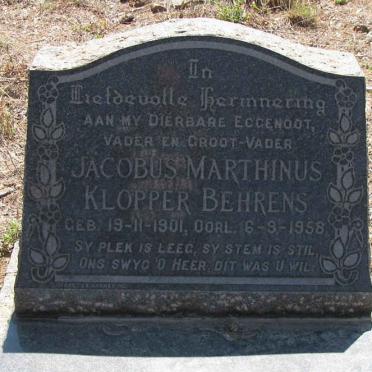 In
Liefdevolle Herinnering
AAN MY DIERBARE EGGENOOT,
VADER EN GROOT-VADER
JACOBUS MARTHINUS
KLOPPER BEHRENS
GEB. 19-11-1901, OORL. 6-9-1958.
SY PLEK IS LEEG, SY STEM IS STIL,
ONS SWYG 'O HEER, DIT WAS U WIL.